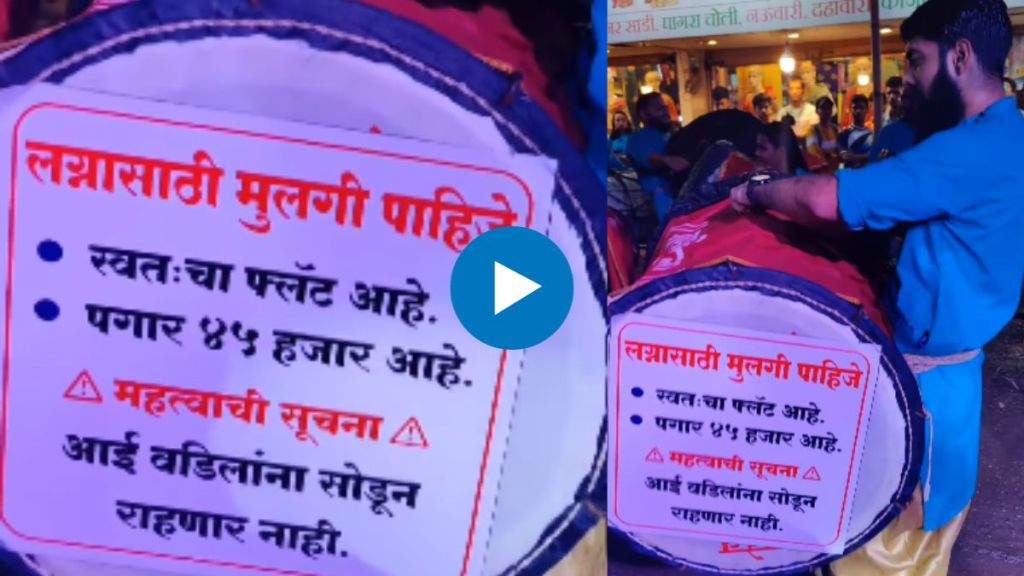 लग्नासाठी मुलगी पाहिजे
स्वतःचा फ्लॅट आहे.
पगार ४५ हजार आहे.
महत्वाची सूचना
आई वडिलांना सोडून
राहणार नाही.
साडी, घागरा चोली, नऊवारी, दहावारी
लग्नासाठी मुलगी पाहिजे
स्वतःचा फ्लॅट आहे.
पगार ४५ हजार आहे.
महत्वाची सूचना
आई वडिलांना सोडून
राहणार नाही.